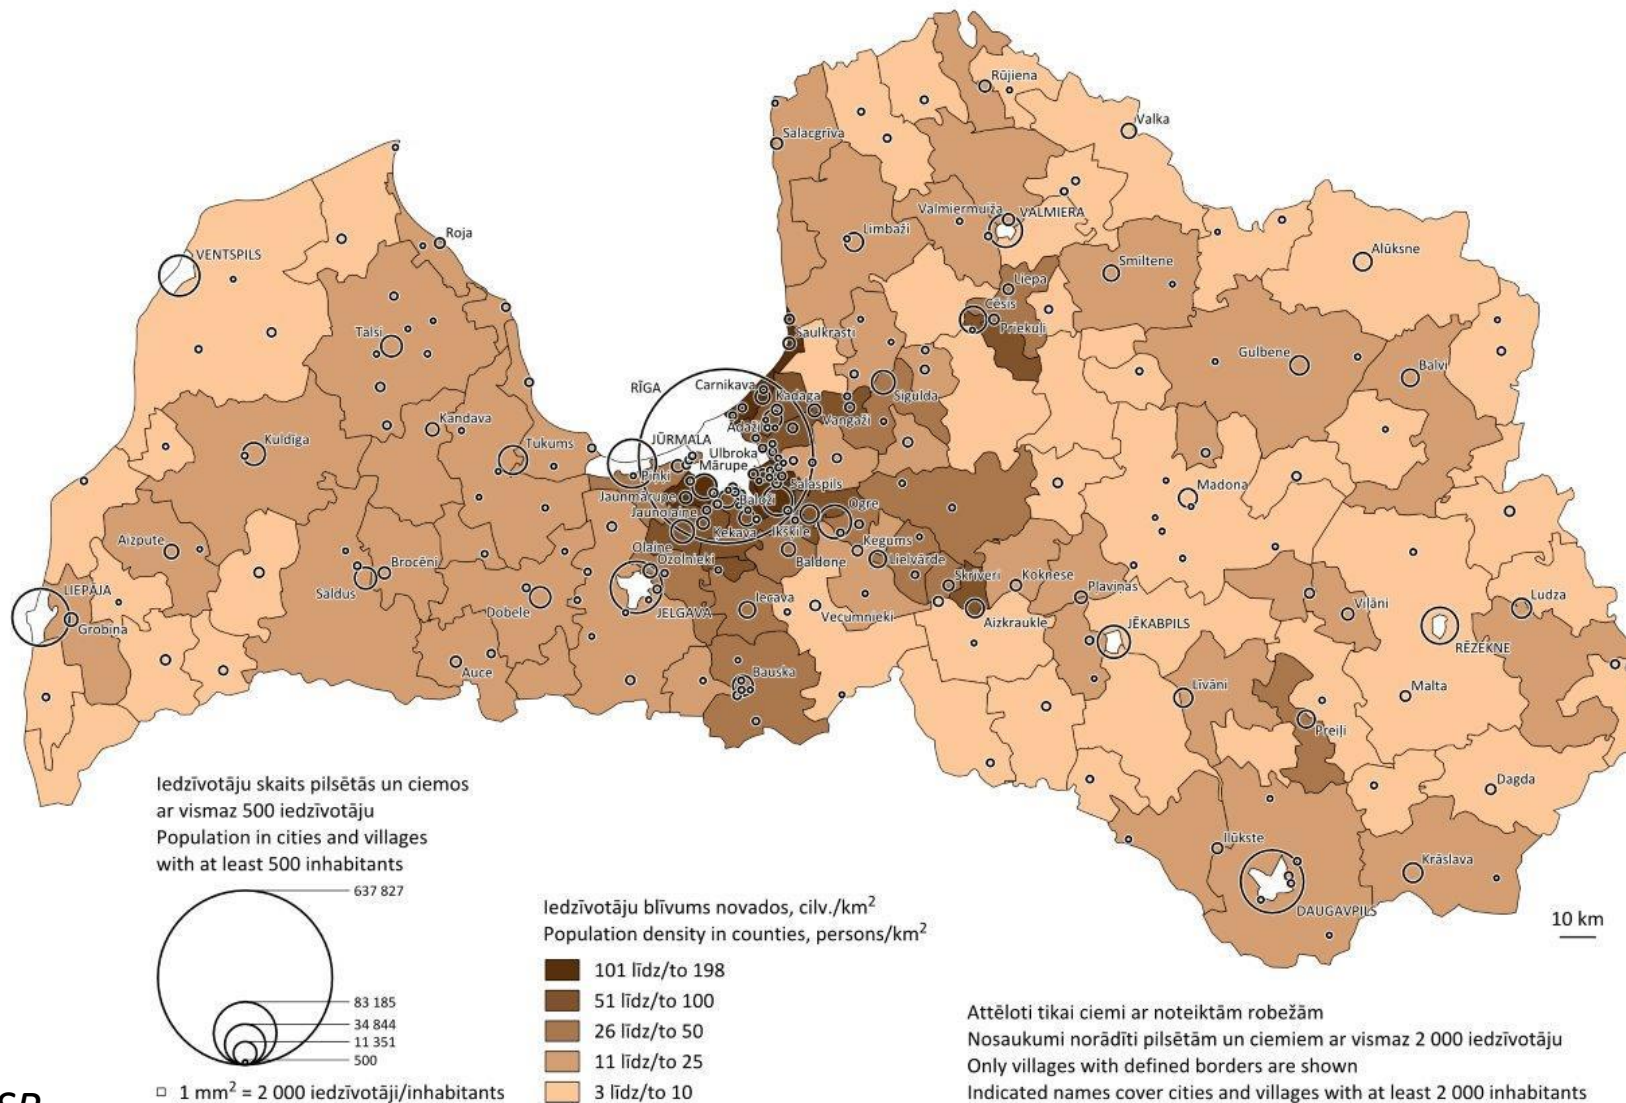 Rūjiena
Valka
Salacgrīva
Valmiermuiža
VALMIERA
Limbaži
Roja
VENTSPILS
Smiltene
Alūksne
Liepa
Cēsis
Priekuļi
Saulkrasti
Talsi
Gulbene
Balvi
RĪGA
Carnikava
Kadaga
Sigulda
Vangaži
Ādaži
Kandava
Kuldīga
Tukums
JŪRMALA
Ulbroka
Mārupe
Piņķi
Salaspils
Jaunmārupe
Baloži
Madona
Jaunolaine
Ogre
Ķekava
Ikšķile
Aizpute
Olaine
Ozolnieki
Ķegums
Baldone
Lielvārde
Brocēni
Saldus
Skrīveri
Koknese
Pļaviņas
LIEPĀJA
Grobiņa
Dobele
JELGAVA
Iecava
Vecumnieki
Aizkraukle
JĒKABPILS
Viļāni
Ludza
RĒZEKNE
Auce
Bauska
Līvāni
Malta
Preiļi
Dagda
Ilūkste
Krāslava
DAUGAVPILS
10 km
Iedzīvotāju skaits pilsētās un ciemos
ar vismaz 500 iedzīvotāju
Population in cities and villages
with at least 500 inhabitants
637 827
83 185
34 844
11 351
500
1 mm² = 2 000 iedzīvotāji/inhabitants
Iedzīvotāju blīvums novados, cilv./km²
Population density in counties, persons/km²
101 līdz/to 198
51 līdz/to 100
26 līdz/to 50
11 līdz/to 25
3 līdz/to 10
Attēloti tikai ciemi ar noteiktām robežām
Nosaukumi norādīti pilsētām un ciemiem ar vismaz 2 000 iedzīvotāju
Only villages with defined borders are shown
Indicated names cover cities and villages with at least 2 000 inhabitants